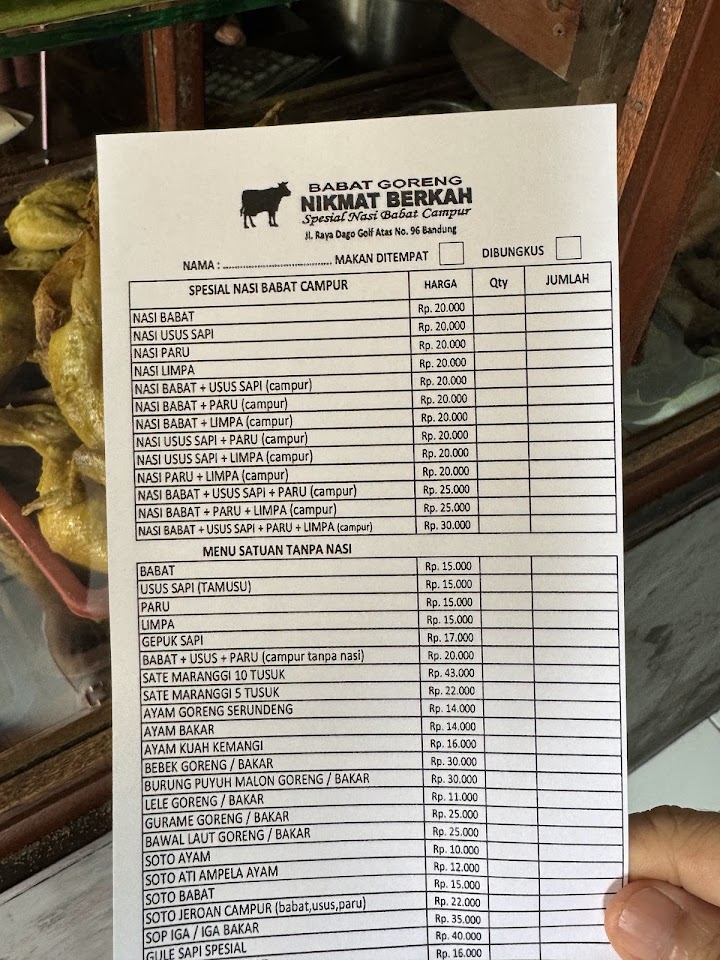 BABAT GORENG
NIKMAT BERKAH
Spesial Nasi Babat Campur
Jl. Raya Dago Golf Atas No. 96 Bandung
NAMA : ................................ MAKAN DITEMPAT DIBUNGKUS
SPESIAL NASI BABAT CAMPUR HARGA Qty JUMLAH
NASI BABAT Rp. 20.000
NASI USUS SAPI Rp. 20,000
NASI PARU Rp. 20.000
NASI LIMPA Rp. 20.000
NASI BABAT + USUS SAPI (campur) Rp. 20.000
NASI BABAT + PARU (campur) Rp. 20.000
NASI BABAT + LIMPA (campur) Rp. 20.000
NASI USUS SAPI + PARU (campur) Rp. 20.000
NASI USUS SAPI + LIMPA (campur) Rp. 20.000
NASI PARU + LIMPA (campur) Rp. 20.000
NASI BABAT + USUS SAPI + PARU (campur) Rp. 25.000
NASI BABAT + PARU + LIMPA (campur) Rp. 25.000
NASI BABAT + USUS SAPI + PARU + LIMPA (campur) Rp. 30.000
MENU SATUAN TANPA NASI
BABAT Rp. 15.000
USUS SAPI (TAMUSU) Rp. 15.000
PARU Rp. 15.000
LIMPA Rp. 15.000
GEPUK SAPI Rp. 17.000
BABAT + USUS + PARU (campur tanpa nasi) Rp. 20.000
SATE MARANGGI 10 TUSUK Rp. 43.000
SATE MARANGGI 5 TUSUK Rp. 22.000
AYAM GORENG SERUNDENG Rp. 14.000
AYAM BAKAR Rp. 14.000
AYAM KUAH KEMANGI Rp. 16.000
BEBEK GORENG / BAKAR Rp. 30.000
BURUNG PUYUH MALON GORENG / BAKAR Rp. 30.000
LELE GORENG / BAKAR Rp. 11.000
GURAME GORENG / BAKAR Rp. 25.000
BAWAL LAUT GORENG / BAKAR Rp. 25.000
SOTO AYAM Rp. 10.000
SOTO ATI AMPELA AYAM Rp. 12.000
SOTO BABAT Rp. 15.000
SOTO JEROAN CAMPUR (babat,usus,paru) Rp. 22.000
SOP IGA / IGA BAKAR Rp. 35.000
GULE SAPI SPESIAL Rp. 40.000
Rp. 16.000